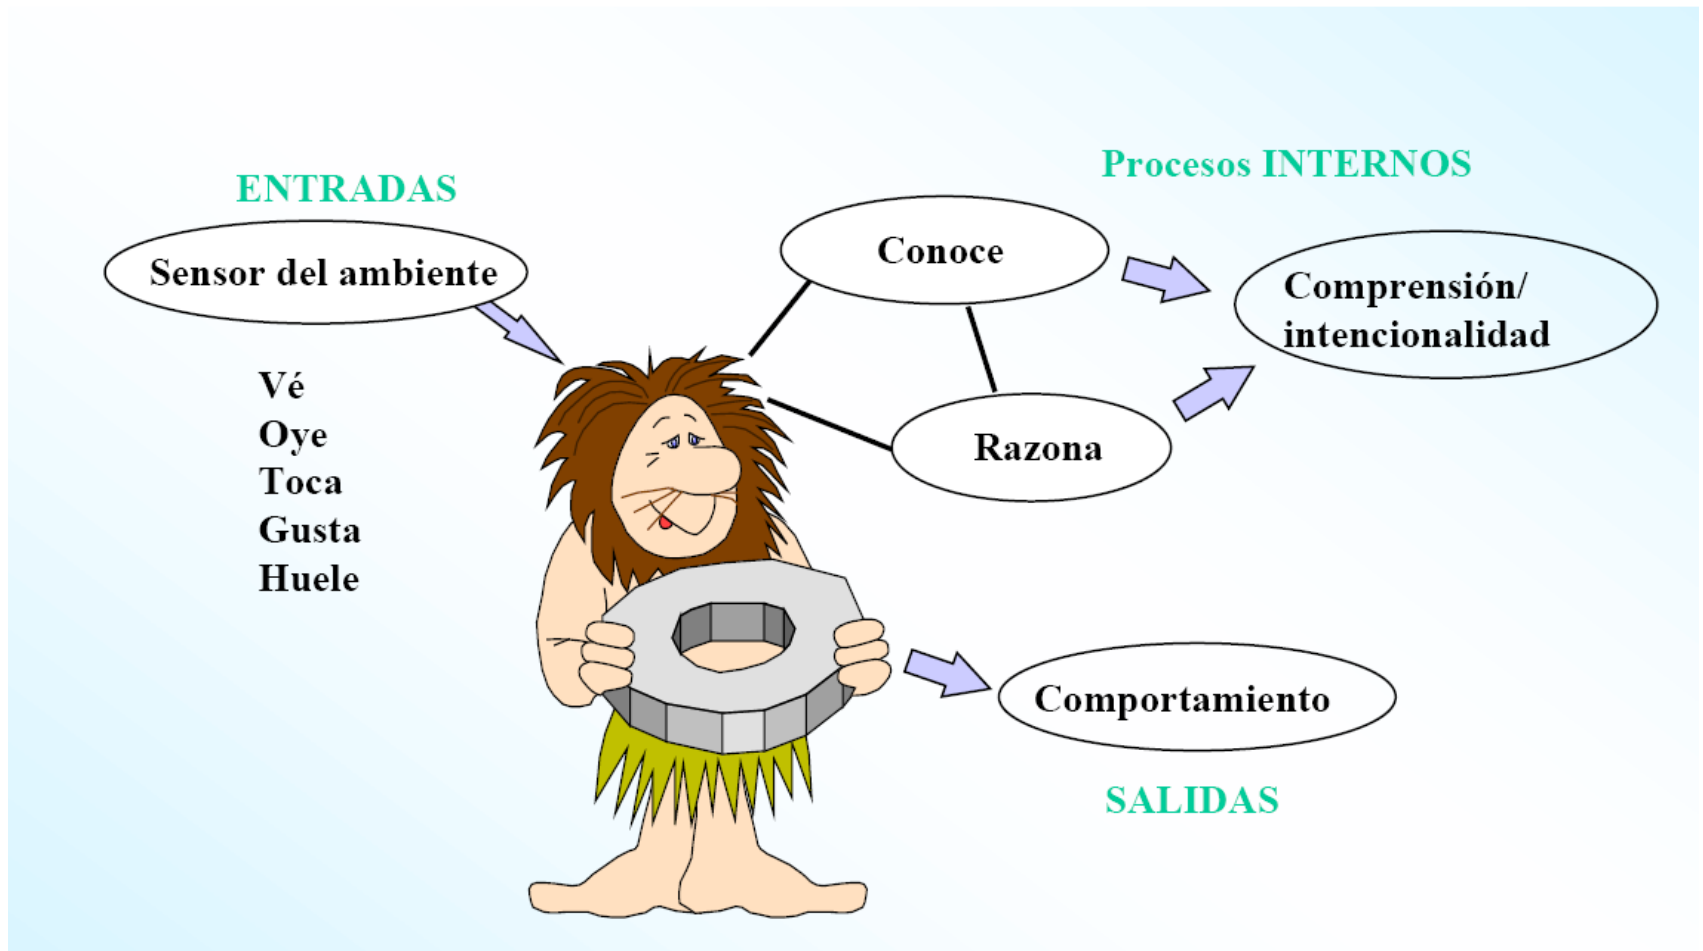 ENTRADAS
Sensor del ambiente
Vé
Oye
Toca
Gusta
Huele
Procesos INTERNOS
Conoce
Razona
Comprensión/
intencionalidad
Comportamiento
SALIDAS